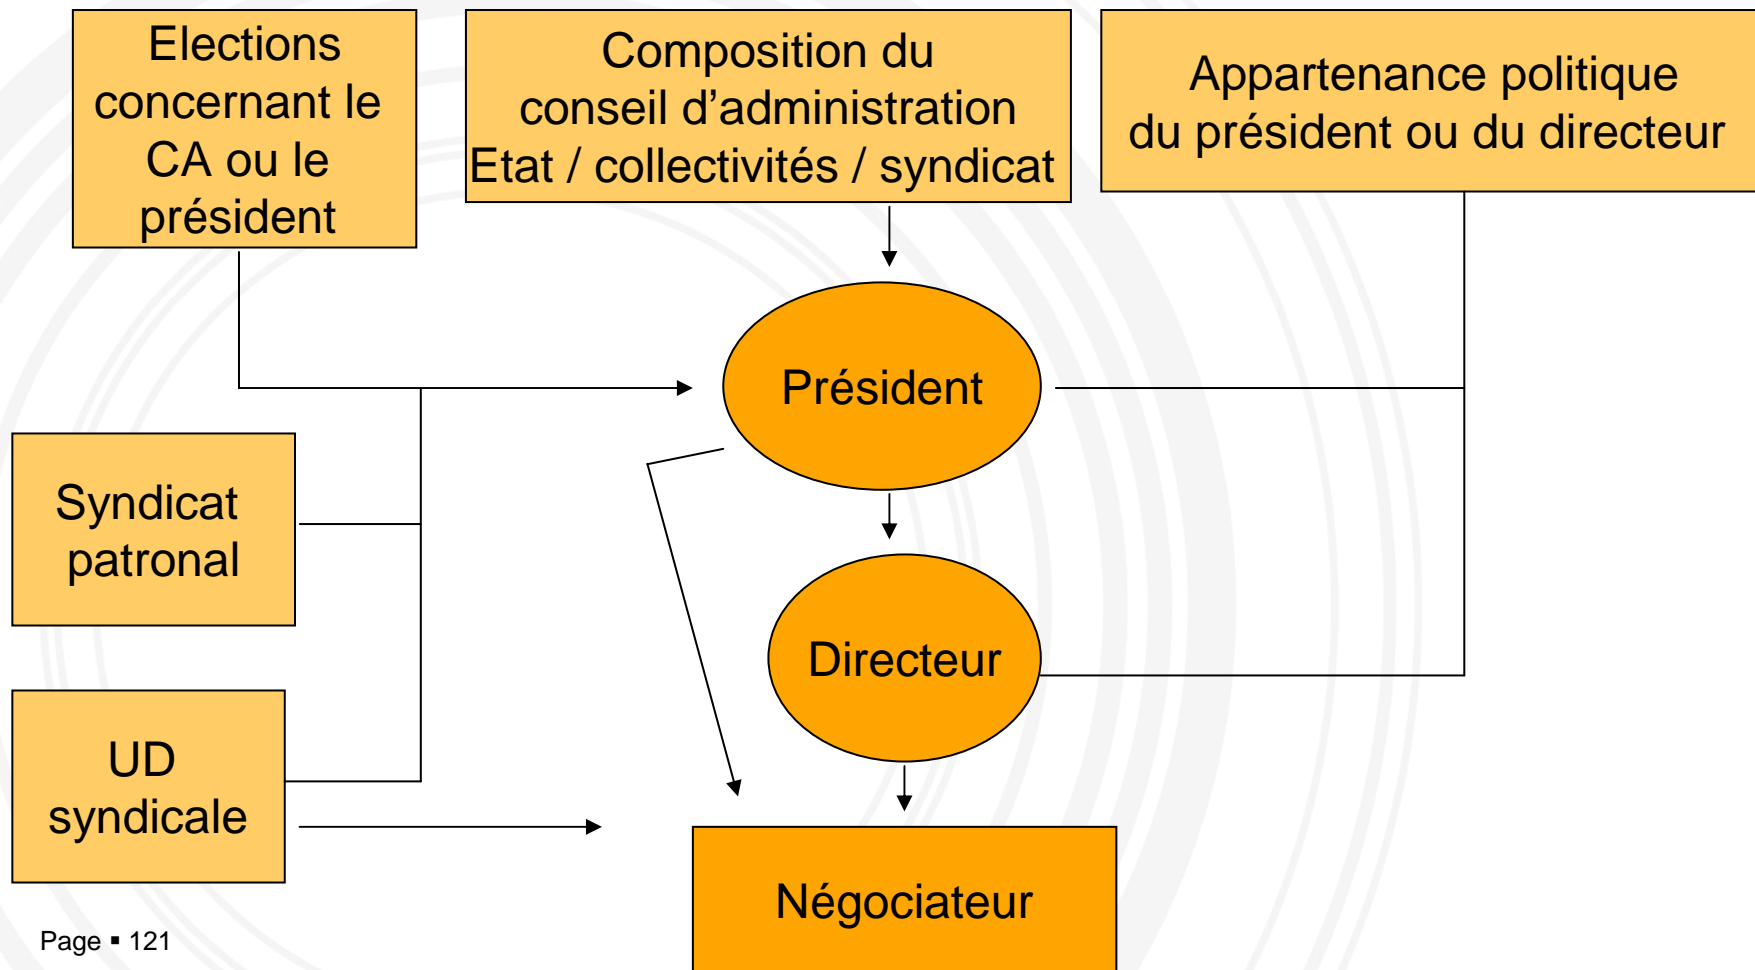 Elections
concernant le
CA ou le
président
Composition du
conseil d’administration
Etat / collectivités / syndicat
Appartenance politique
du président ou du directeur
Président
Syndicat
patronal
Directeur
UD
syndicale
Négociateur
Page ▪ 121